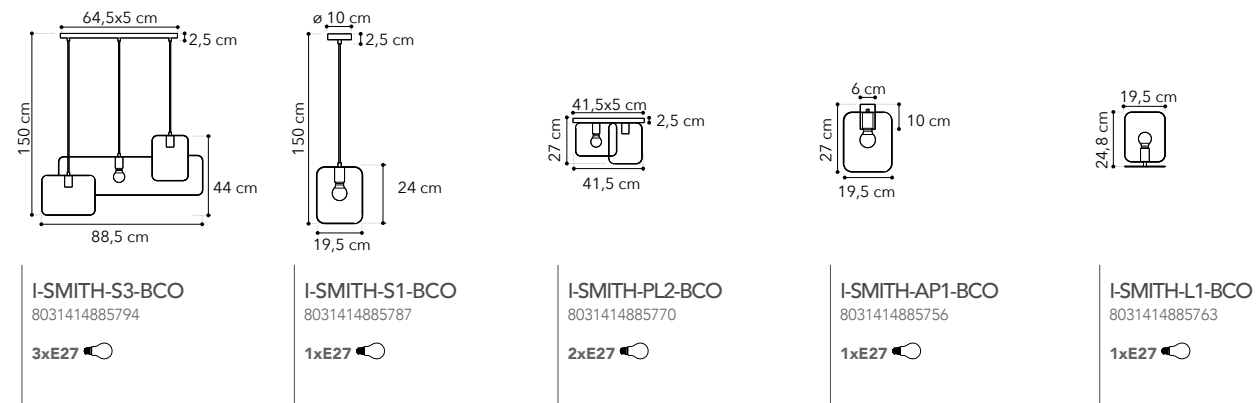 64,5x5 cm
2,5 cm
150 cm
44 cm
88,5 cm
I-SMITH-S3-BCO
8031414885794
3xE27
ø 10 cm
2,5 cm
150 cm
24 cm
19,5 cm
I-SMITH-S1-BCO
8031414885787
1xE27
41,5x5 cm
2,5 cm
27 cm
41,5 cm
I-SMITH-PL2-BCO
8031414885770
2xE27
6 cm
10 cm
27 cm
19,5 cm
I-SMITH-AP1-BCO
8031414885756
1xE27
19,5 cm
24,8 cm
I-SMITH-L1-BCO
8031414885763
1xE27